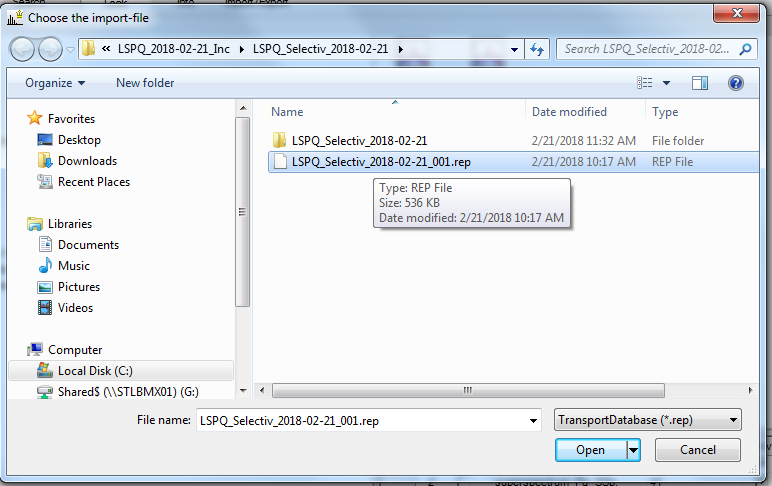 Choose the import-file
LSPQ_2018-02-21_Inc LSPQ_Selectiv_2018-02-21
Search LSPQ_Selectiv_2018-02...
Organize New folder
Favorites
Desktop
Downloads
Recent Places
Libraries
Documents
Music
Pictures
Videos
Computer
Local Disk (C:)
Shared$ (\\STLBMX01) (G:)
Name Date modified Type
LSPQ_Selectiv_2018-02-21 2/21/2018 11:32 AM File folder
LSPQ_Selectiv_2018-02-21_001.rep 2/21/2018 10:17 AM REP File
Type: REP File
Size: 536 KB
Date modified: 2/21/2018 10:17 AM
File name: LSPQ_Selectiv_2018-02-21_001.rep TransportDatabase (*.rep)
Open Cancel